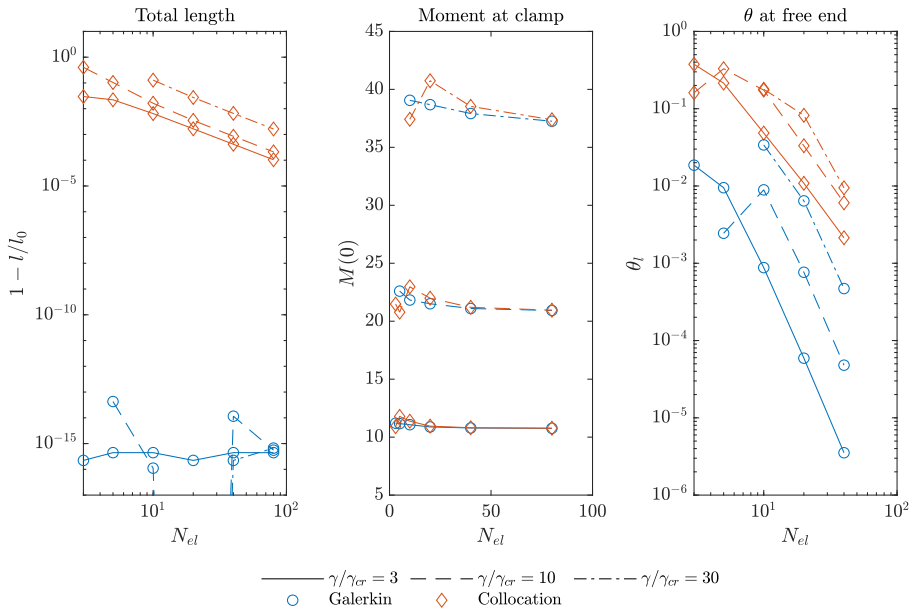 Total length
10^0
10^-5
10^-10
10^-15
1 − l/l_0
10^1
10^2
N_el
Moment at clamp
45
40
35
30
25
20
15
10
5
M(0)
0
50
100
N_el
θ at free end
10^0
10^-1
10^-2
10^-3
10^-4
10^-5
10^-6
θ_l
10^1
10^2
N_el
γ/γ_cr = 3
γ/γ_cr = 10
γ/γ_cr = 30
Galerkin
Collocation